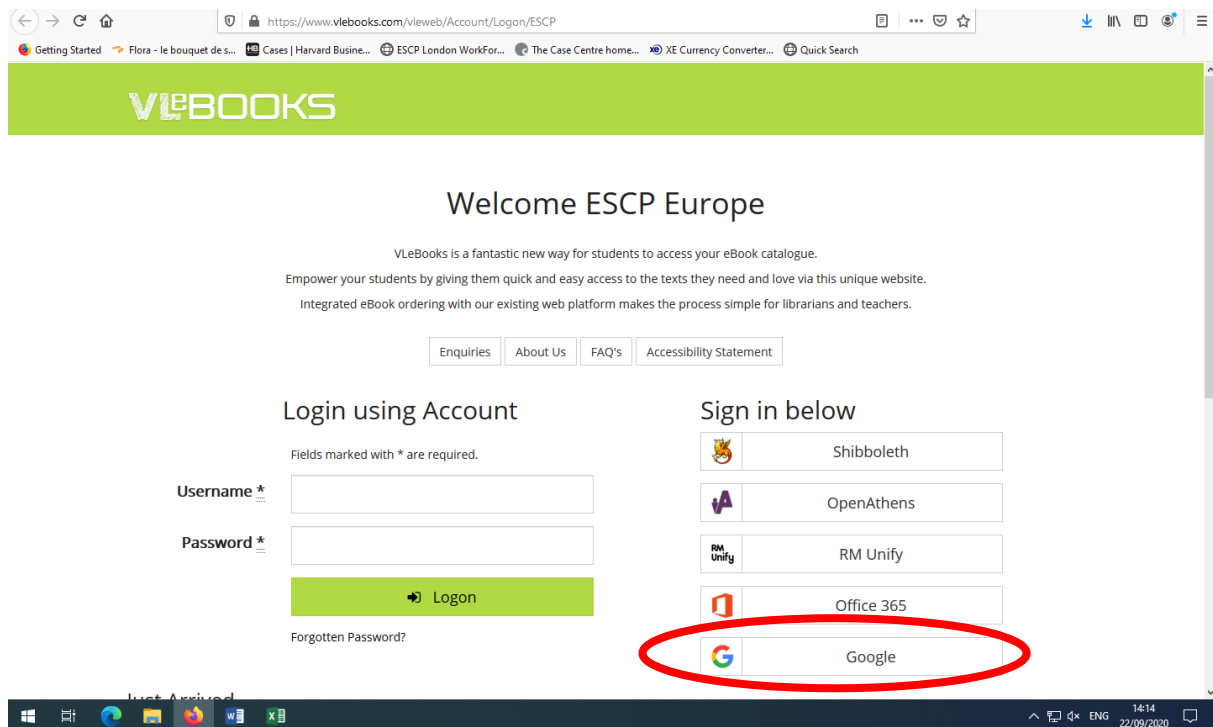 https://www.vlebooks.com/vleweb/Account/Logon/ESCP
Getting Started Flora - le bouquet de s... Cases | Harvard Busine... ESCP London WorkFor... The Case Centre home... XE Currency Converter... Quick Search
VLEBOOKS
Welcome ESCP Europe
VLeBooks is a fantastic new way for students to access your eBook catalogue.
Empower your students by giving them quick and easy access to the texts they need and love via this unique website.
Integrated eBook ordering with our existing web platform makes the process simple for librarians and teachers.
Enquiries About Us FAQ's Accessibility Statement
Login using Account
Fields marked with * are required.
Username *
Password *
Logon
Forgotten Password?
Sign in below
Shibboleth
OpenAthens
RM Unify RM Unify
Office 365
Google
Just Arrived
ENG 14:14
22/09/2020